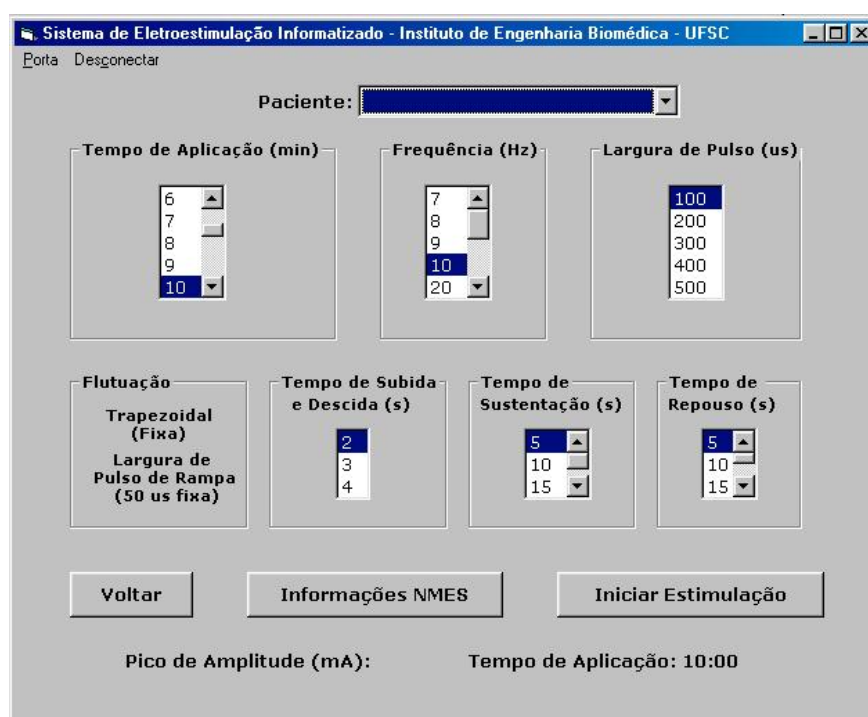 Sistema de Eletroestimulação Informatizado - Instituto de Engenharia Biomédica - UFSC
Porta Desconectar
Paciente:
Tempo de Aplicação (min)
6
7
8
9
10
Frequência (Hz)
7
8
9
10
20
Largura de Pulso (us)
100
200
300
400
500
Flutuação
Trapezoidal
(Fixa)
Largura de
Pulso de Rampa
(50 us fixa)
Tempo de Subida
e Descida (s)
2
3
4
Tempo de
Sustentação (s)
5
10
15
Tempo de
Repouso (s)
5
10
15
Voltar
Informações NMES
Iniciar Estimulação
Pico de Amplitude (mA):
Tempo de Aplicação: 10:00